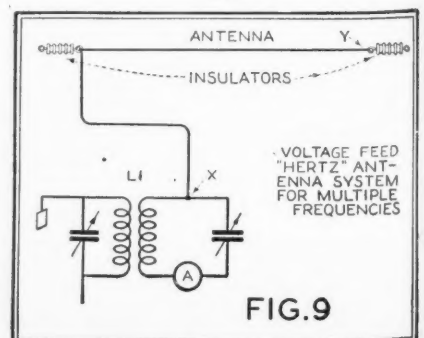 ANTENNA
Y
INSULATORS
L1
X
VOLTAGE FEED
"HERTZ" ANT-
ENNA SYSTEM
FOR MULTIPLE
FREQUENCIES
A
FIG.9